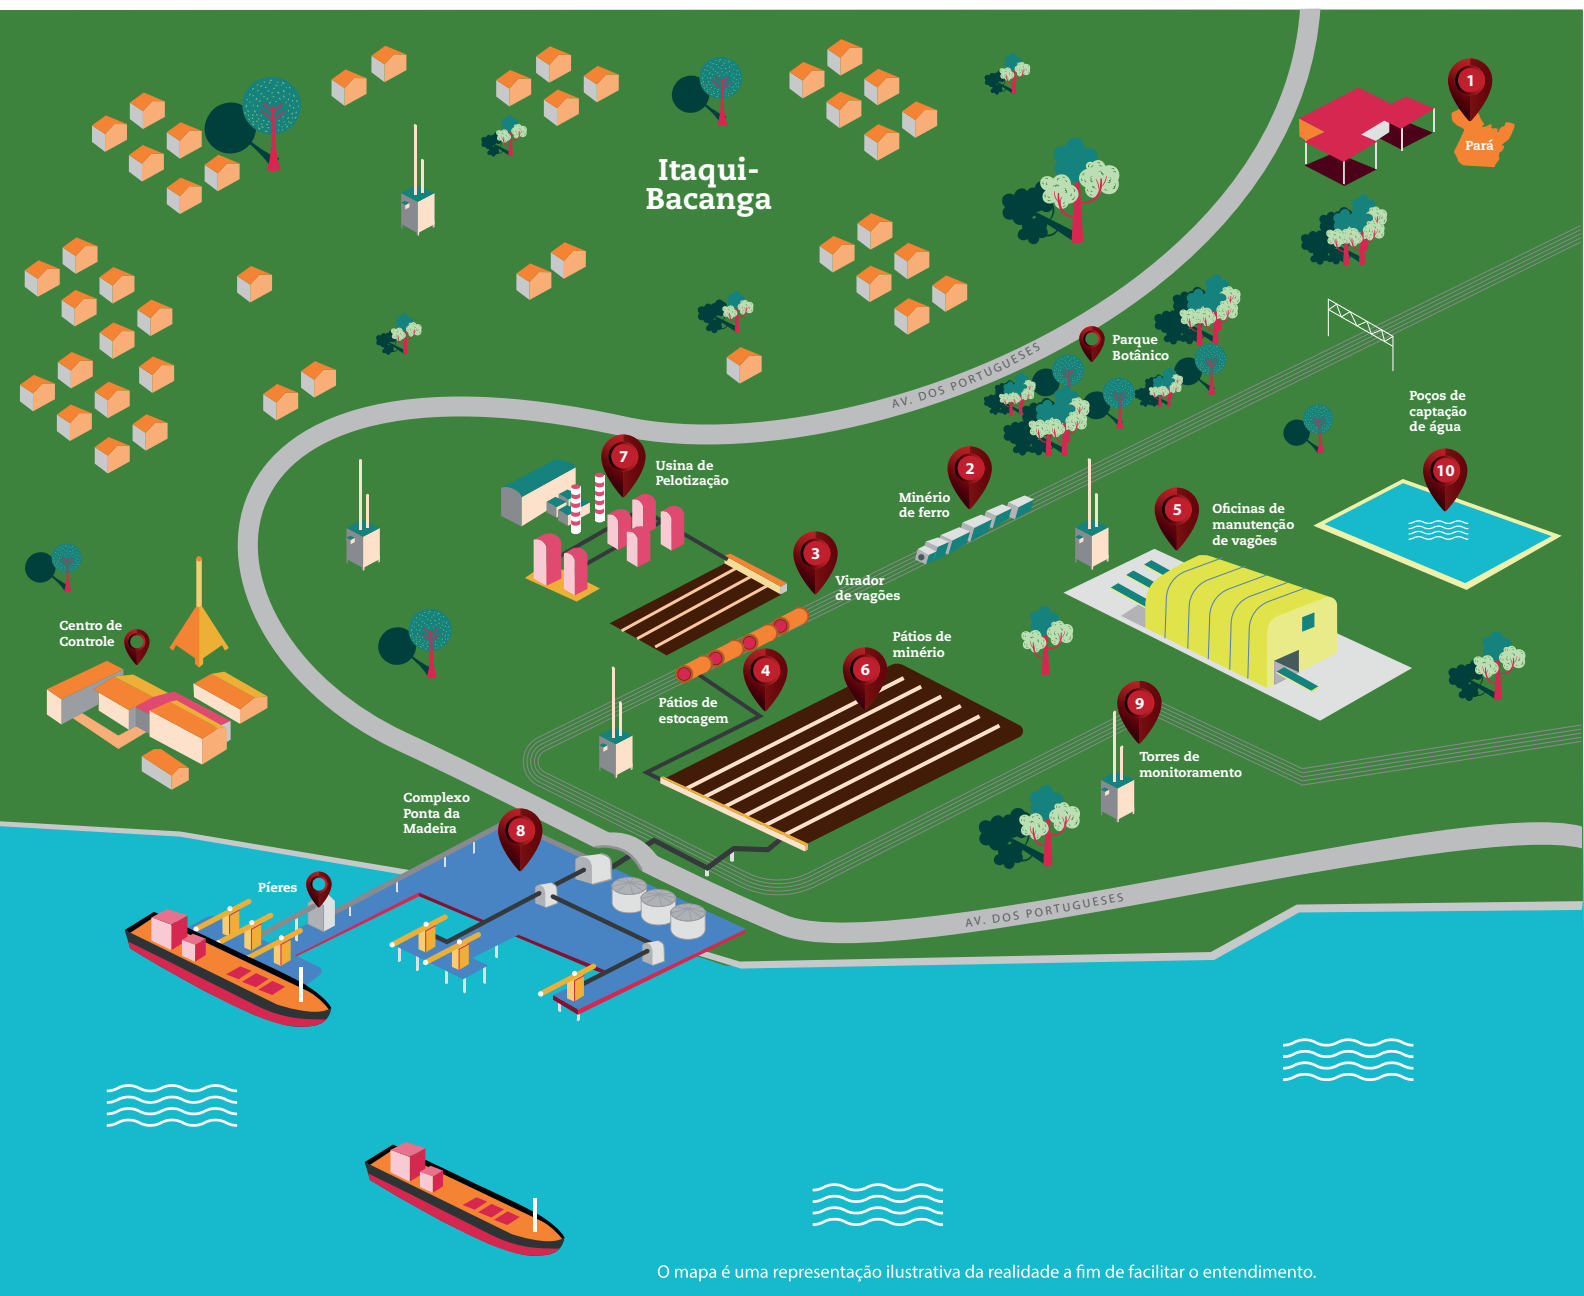 1
Pará
Itaqui-
Bacanga
Parque
Botânico
AV. DOS PORTUGUESES
Poços de
captação
de água
10
7
Usina de
Pelotização
2
Minério
de ferro
5
Oficinas de
manutenção
de vagões
3
Virador
de vagões
Centro de
Controle
Pátios de
minério
4
6
Pátios de
estocagem
9
Torres de
monitoramento
Complexo
Ponta da
Madeira
8
Píeres
AV. DOS PORTUGUESES
O mapa é uma representação ilustrativa da realidade a fim de facilitar o entendimento.